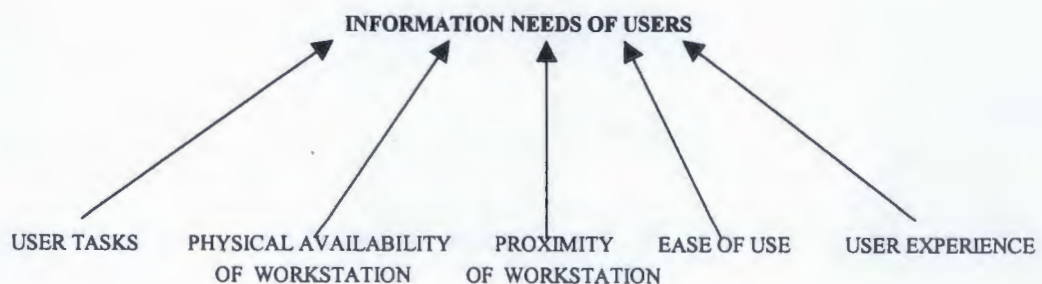 INFORMATION NEEDS OF USERS
USER TASKS PHYSICAL AVAILABILITY PROXIMITY EASE OF USE USER EXPERIENCE
OF WORKSTATION OF WORKSTATION